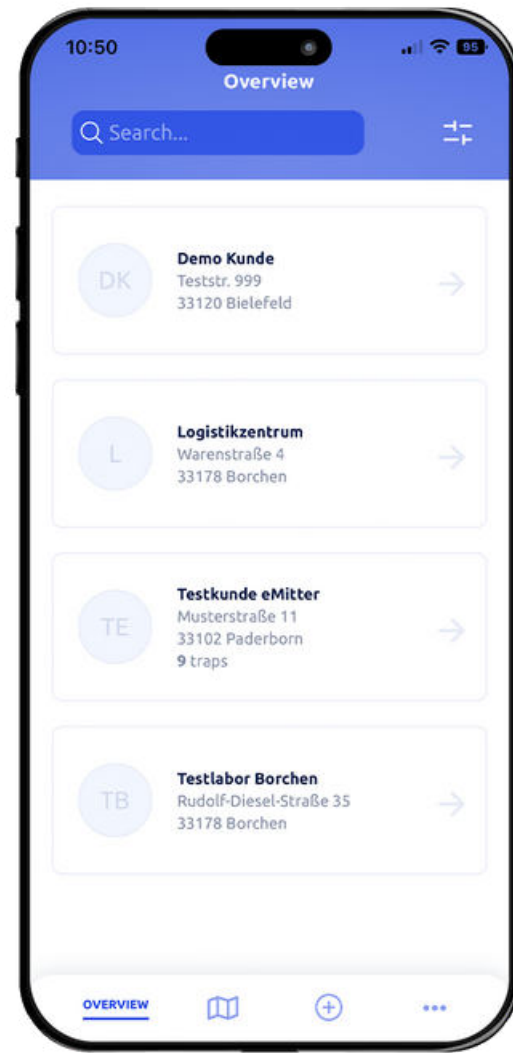 10:50
95
Overview
Search...
DK
Demo Kunde
Teststr. 999
33120 Bielefeld
L
Logistikzentrum
Warenstraße 4
33178 Borchen
TE
Testkunde eMitter
Musterstraße 11
33102 Paderborn
9 traps
TB
Testlabor Borchen
Rudolf-Diesel-Straße 35
33178 Borchen
OVERVIEW